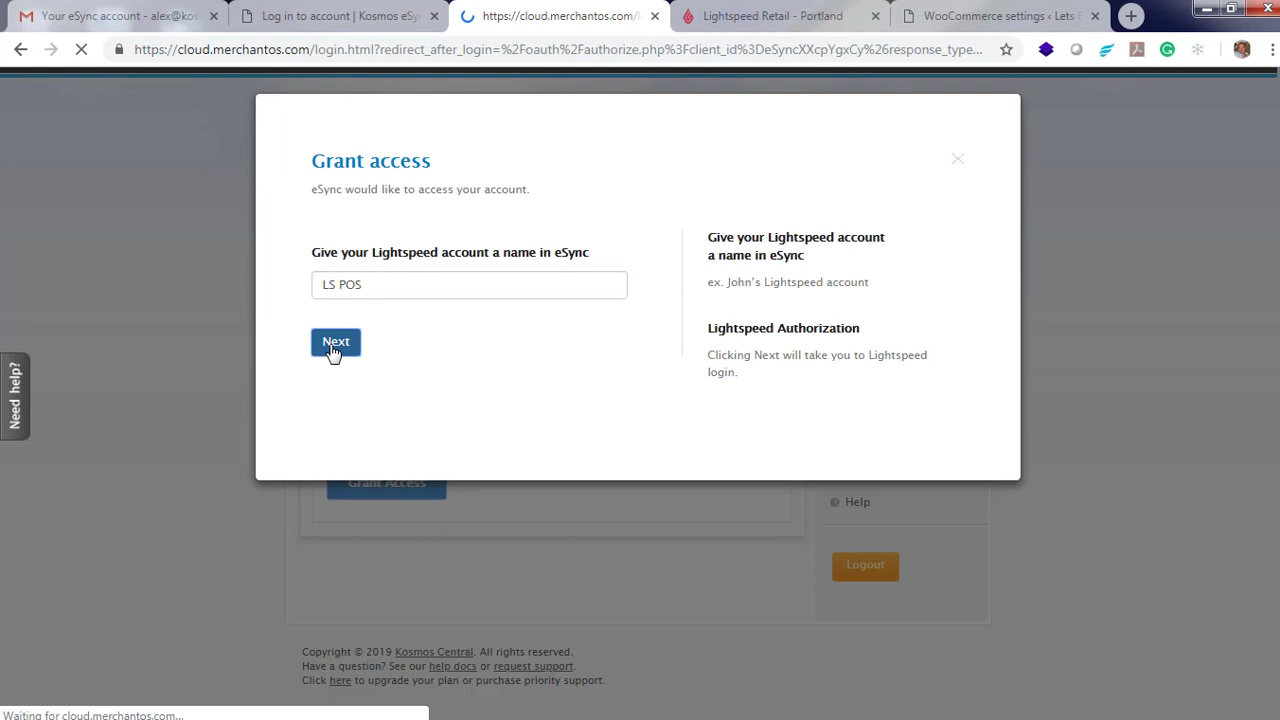 Your eSync account - alex@kos
Log in to account | Kosmos eSy
https://cloud.merchantos.com/
Lightspeed Retail - Portland
WooCommerce settings ‹ Lets E
https://cloud.merchantos.com/login.html?redirect_after_login=%2Foauth%2Fauthorize.php%3Fclient_id%3DeSyncXXcpYgxCy%26response_type...
Grant access
eSync would like to access your account.
Give your Lightspeed account a name in eSync
LS POS
Next
Give your Lightspeed account
a name in eSync
ex. John's Lightspeed account
Lightspeed Authorization
Clicking Next will take you to Lightspeed
login.
Need help?
Grant Access
Help
Logout
Copyright © 2019 Kosmos Central. All rights reserved.
Have a question? See our help docs or request support.
Click here to upgrade your plan or purchase priority support.
Waiting for cloud.merchantos.com...